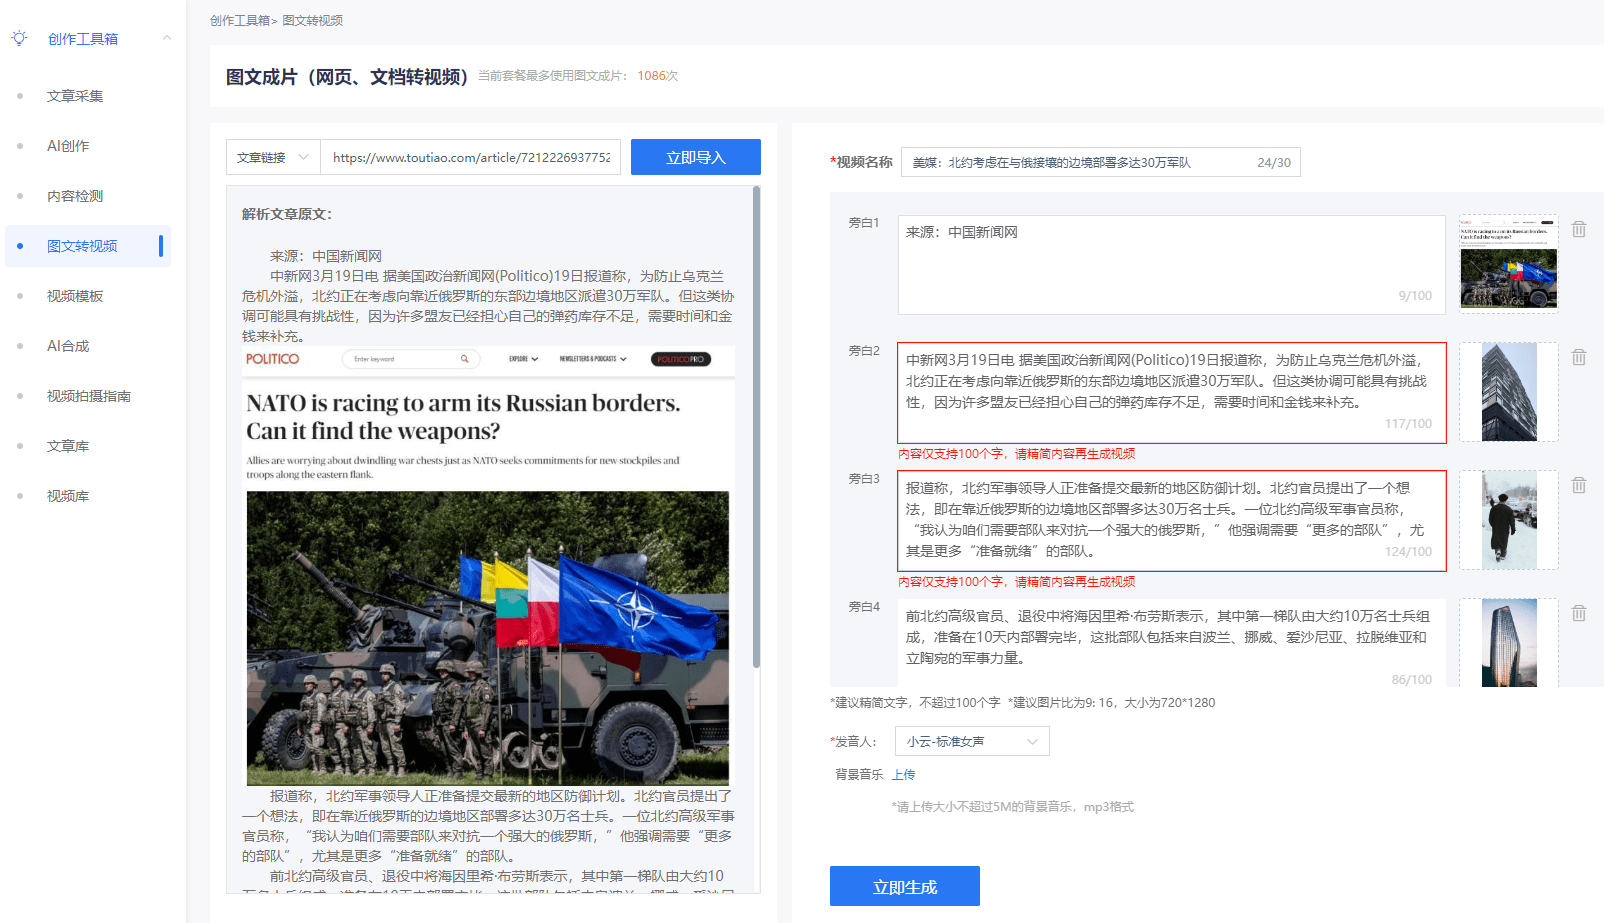 创作工具箱
文章采集
AI创作
内容检测
图文转视频
视频模板
AI合成
视频拍摄指南
文章库
视频库
创作工具箱> 图文转视频
图文成片（网页、文档转视频） 当前套餐最多使用图文成片： 1086次
文章链接
https://www.toutiao.com/article/7212226937752
立即导入
解析文章原文：
来源：中国新闻网
中新网3月19日电 据美国政治新闻网(Politico)19日报道称，为防止乌克兰
危机外溢，北约正在考虑向靠近俄罗斯的东部边境地区派遣30万军队。但这类协
调可能具有挑战性，因为许多盟友已经担心自己的弹药库存不足，需要时间和金
钱来补充。
POLITICO
Enter keyword
EXPLORE
NEWSLETTERS & PODCASTS
POLITICO PRO
NATO is racing to arm its Russian borders.
Can it find the weapons?
Allies are worrying about dwindling war chests just as NATO seeks commitments for new stockpiles and
troops along the eastern flank.
报道称，北约军事领导人正准备提交最新的地区防御计划。北约官员提出了
一个想法，即在靠近俄罗斯的边境地区部署多达30万名士兵。一位北约高级军事
官员称，“我认为咱们需要部队来对抗一个强大的俄罗斯，”他强调需要“更多
的部队”，尤其是更多“准备就绪”的部队。
前北约高级官员、退役中将海因里希·布劳斯表示，其中第一梯队由大约10
*视频名称
美媒：北约考虑在与俄接壤的边境部署多达30万军队
24/30
旁白1
来源：中国新闻网
9/100
旁白2
中新网3月19日电 据美国政治新闻网(Politico)19日报道称，为防止乌克兰危机外溢，
北约正在考虑向靠近俄罗斯的东部边境地区派遣30万军队。但这类协调可能具有挑战
性，因为许多盟友已经担心自己的弹药库存不足，需要时间和金钱来补充。
117/100
内容仅支持100个字，请精简内容再生成视频
旁白3
报道称，北约军事领导人正准备提交最新的地区防御计划。北约官员提出了一个想
法，即在靠近俄罗斯的边境地区部署多达30万名士兵。一位北约高级军事官员称，
“我认为咱们需要部队来对抗一个强大的俄罗斯，”他强调需要“更多的部队”，尤
其是更多“准备就绪”的部队。
124/100
内容仅支持100个字，请精简内容再生成视频
旁白4
前北约高级官员、退役中将海因里希·布劳斯表示，其中第一梯队由大约10万名士兵组
成，准备在10天内部署完毕，这批部队包括来自波兰、挪威、爱沙尼亚、拉脱维亚和
立陶宛的军事力量。
86/100
*建议精简文字，不超过100个字 *建议图片比为9: 16，大小为720*1280
*发音人：
小云-标准女声
背景音乐 上传
*请上传大小不超过5M的背景音乐，mp3格式
立即生成